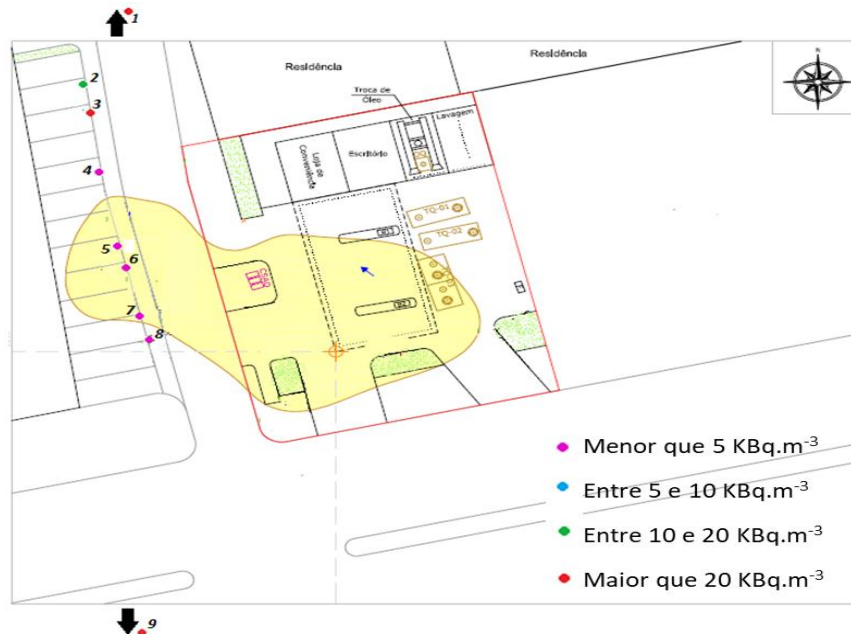 1
N
Residência
Residência
2
Troca de
Óleo
3
Lavagem
Escritório
Loja de
Conveniência
4
TQ-01
TQ-02
5
6
7
8
Menor que 5 KBq.m-3
Entre 5 e 10 KBq.m-3
Entre 10 e 20 KBq.m-3
Maior que 20 KBq.m-3
9